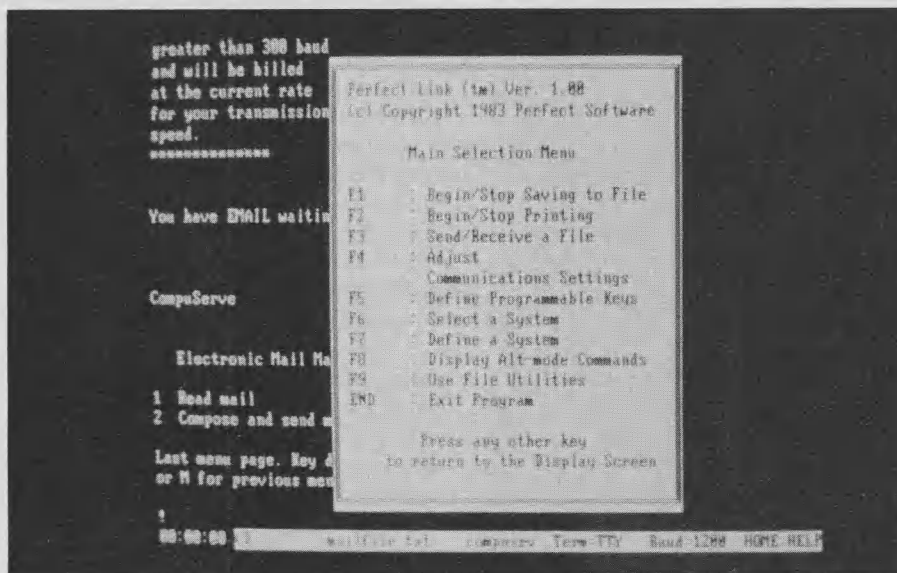 greater than 300 baud
and will be billed
at the current rate
for your transmission
speed.
***************
You have EMAIL waitin
CompuServe
Electronic Mail Ma
1 Read mail
2 Compose and send m
Last menu page. Key d
or M for previous men
!
Perfect Link (tm) Ver. 1.00
(c) Copyright 1983 Perfect Software
Main Selection Menu
F1 : Begin/Stop Saving to File
F2 : Begin/Stop Printing
F3 : Send/Receive a File
F4 : Adjust
Communications Settings
F5 : Define Programmable Keys
F6 : Select a System
F7 : Define a System
F8 : Display Alt-mode Commands
F9 : Use File Utilities
END : Exit Program
Press any other key
to return to the Display Screen
00:00:00 mailfile.txt compserv Term-TTY Baud-1200 HOME-HELP